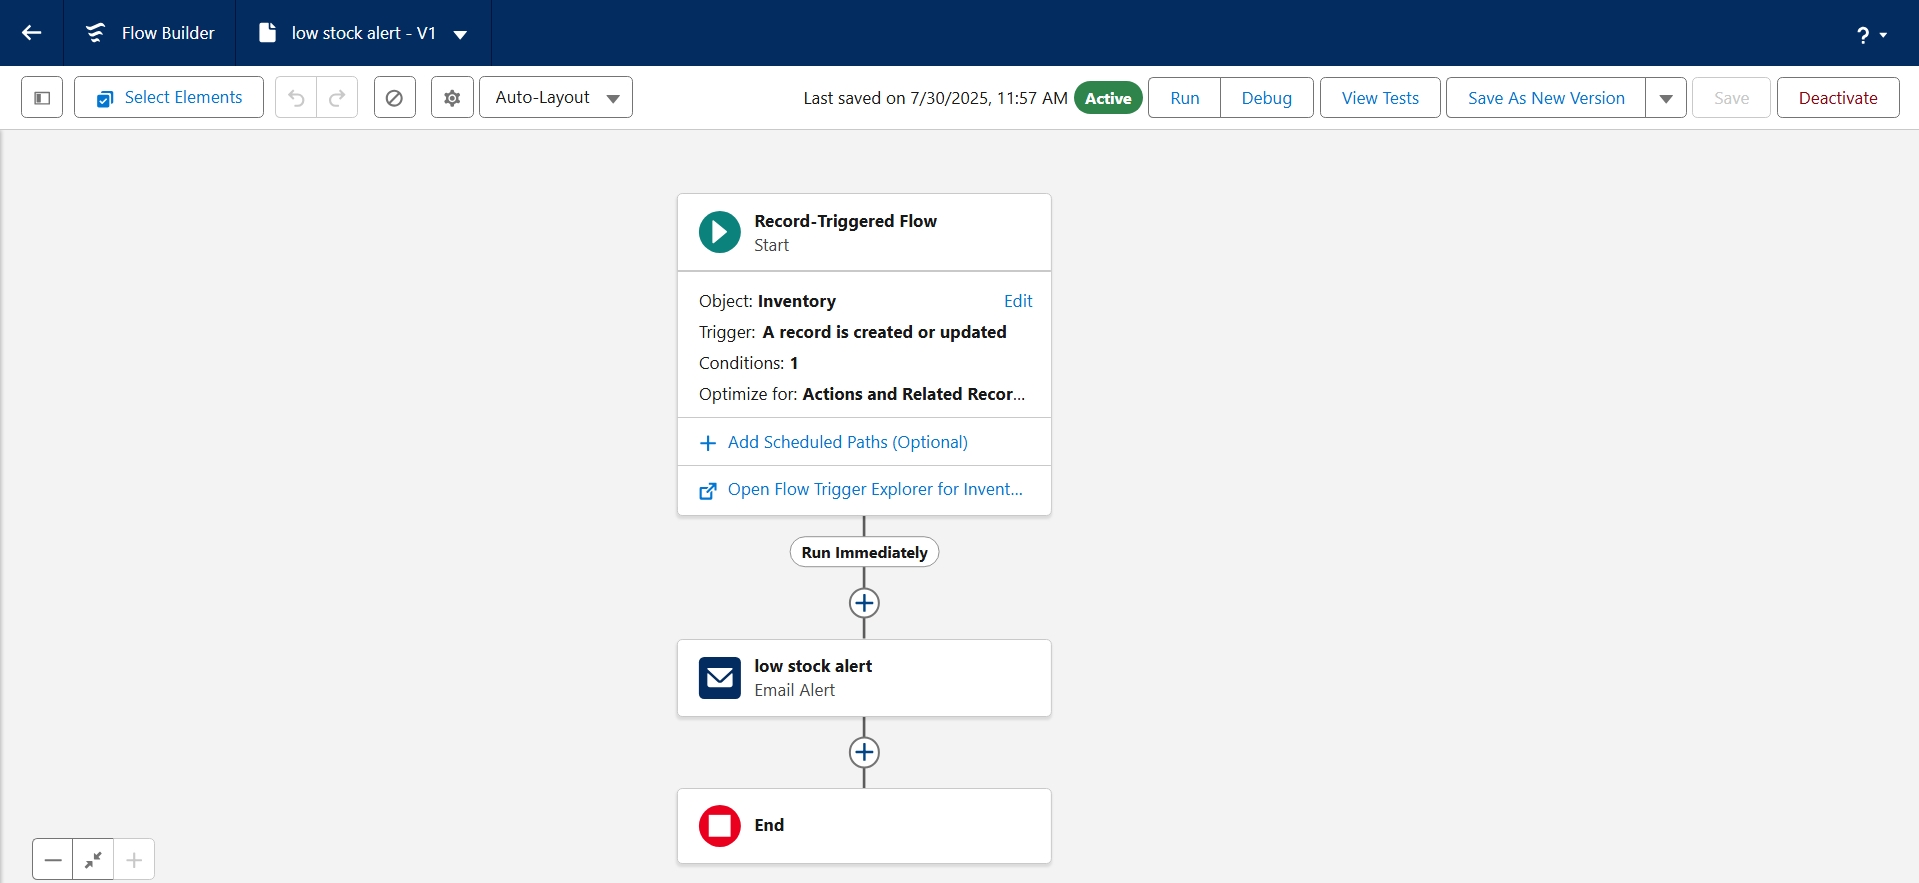 Flow Builder
low stock alert - V1
?
Select Elements
Auto-Layout
Last saved on 7/30/2025, 11:57 AM
Active
Run
Debug
View Tests
Save As New Version
Save
Deactivate
Record-Triggered Flow
Start
Object: Inventory
Edit
Trigger: A record is created or updated
Conditions: 1
Optimize for: Actions and Related Recor...
Add Scheduled Paths (Optional)
Open Flow Trigger Explorer for Invent...
Run Immediately
low stock alert
Email Alert
End